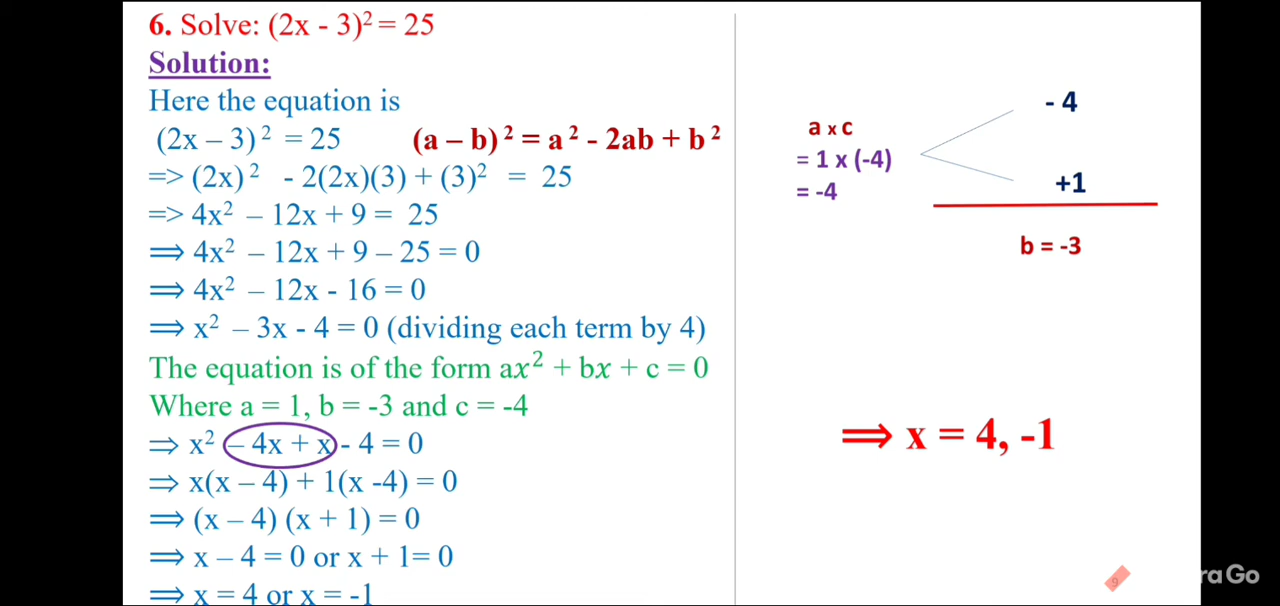 6. Solve: (2x - 3)² = 25
Solution:
Here the equation is
(2x – 3)² = 25 (a – b)² = a² - 2ab + b²
=> (2x)² - 2(2x)(3) + (3)² = 25
=> 4x² – 12x + 9 = 25
⟹ 4x² – 12x + 9 – 25 = 0
⟹ 4x² – 12x - 16 = 0
⟹ x² – 3x - 4 = 0 (dividing each term by 4)
The equation is of the form ax² + bx + c = 0
Where a = 1, b = -3 and c = -4
⟹ x² – 4x + x - 4 = 0
⟹ x(x – 4) + 1(x -4) = 0
⟹ (x – 4) (x + 1) = 0
⟹ x – 4 = 0 or x + 1= 0
⟹ x = 4 or x = -1
- 4
a x c
= 1 x (-4)
= -4
+1
b = -3
⟹ x = 4, -1
9
Go